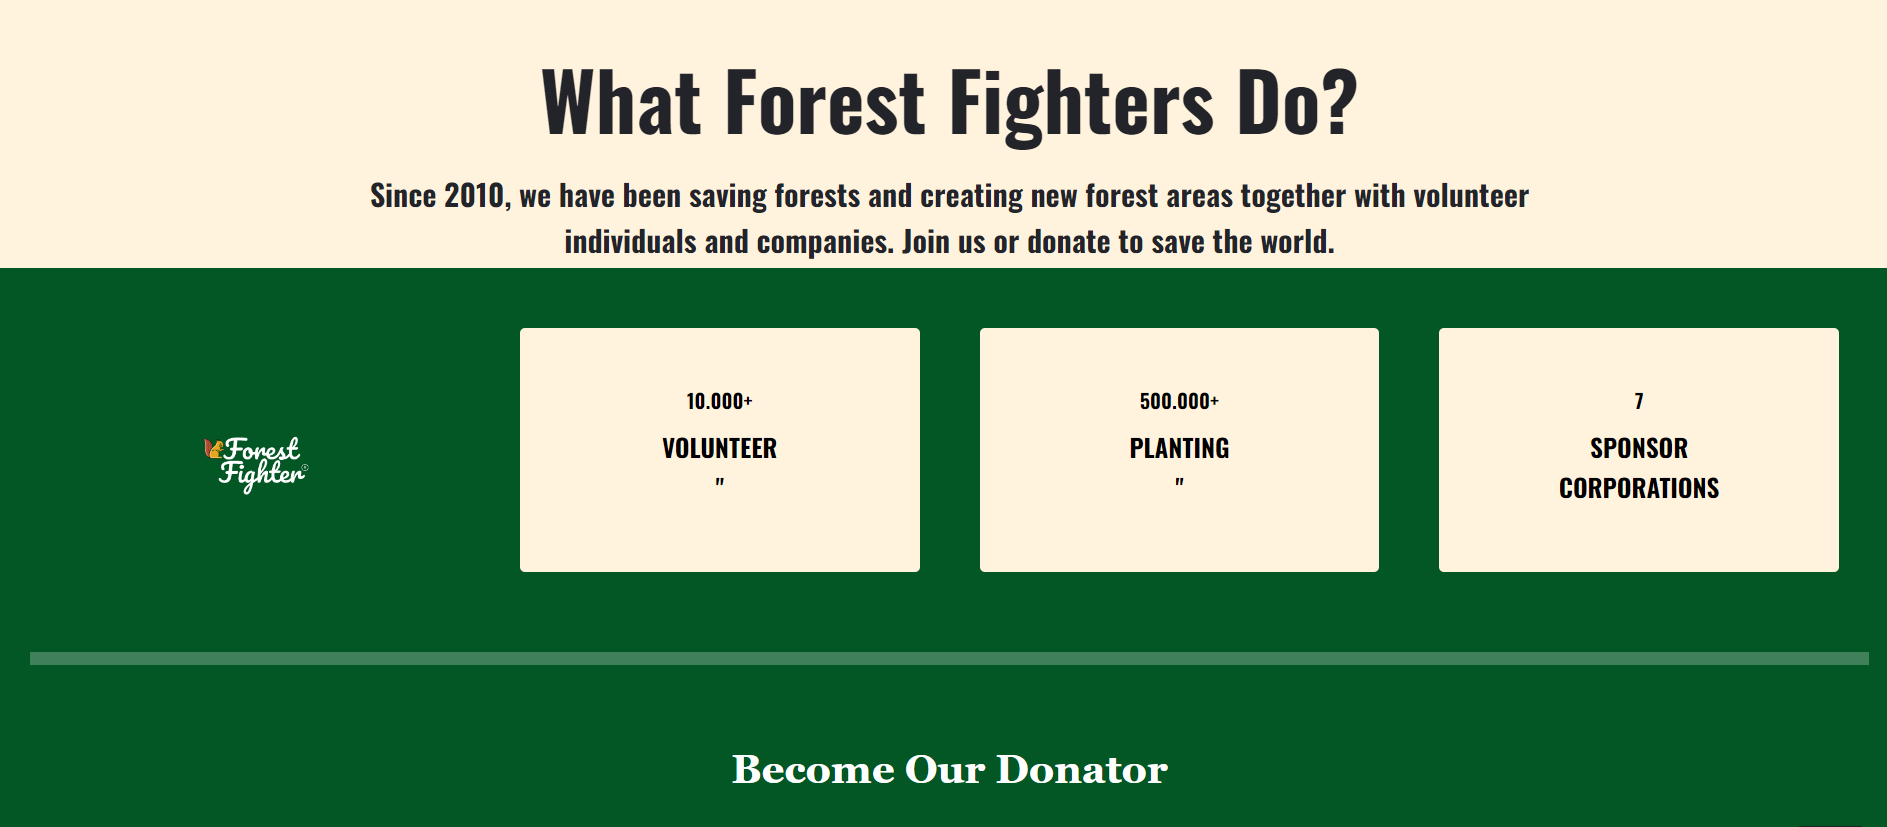 What Forest Fighters Do?
Since 2010, we have been saving forests and creating new forest areas together with volunteer
individuals and companies. Join us or donate to save the world.
Forest
Fighter®
10.000+
VOLUNTEER
"
500.000+
PLANTING
"
7
SPONSOR
CORPORATIONS
Become Our Donator